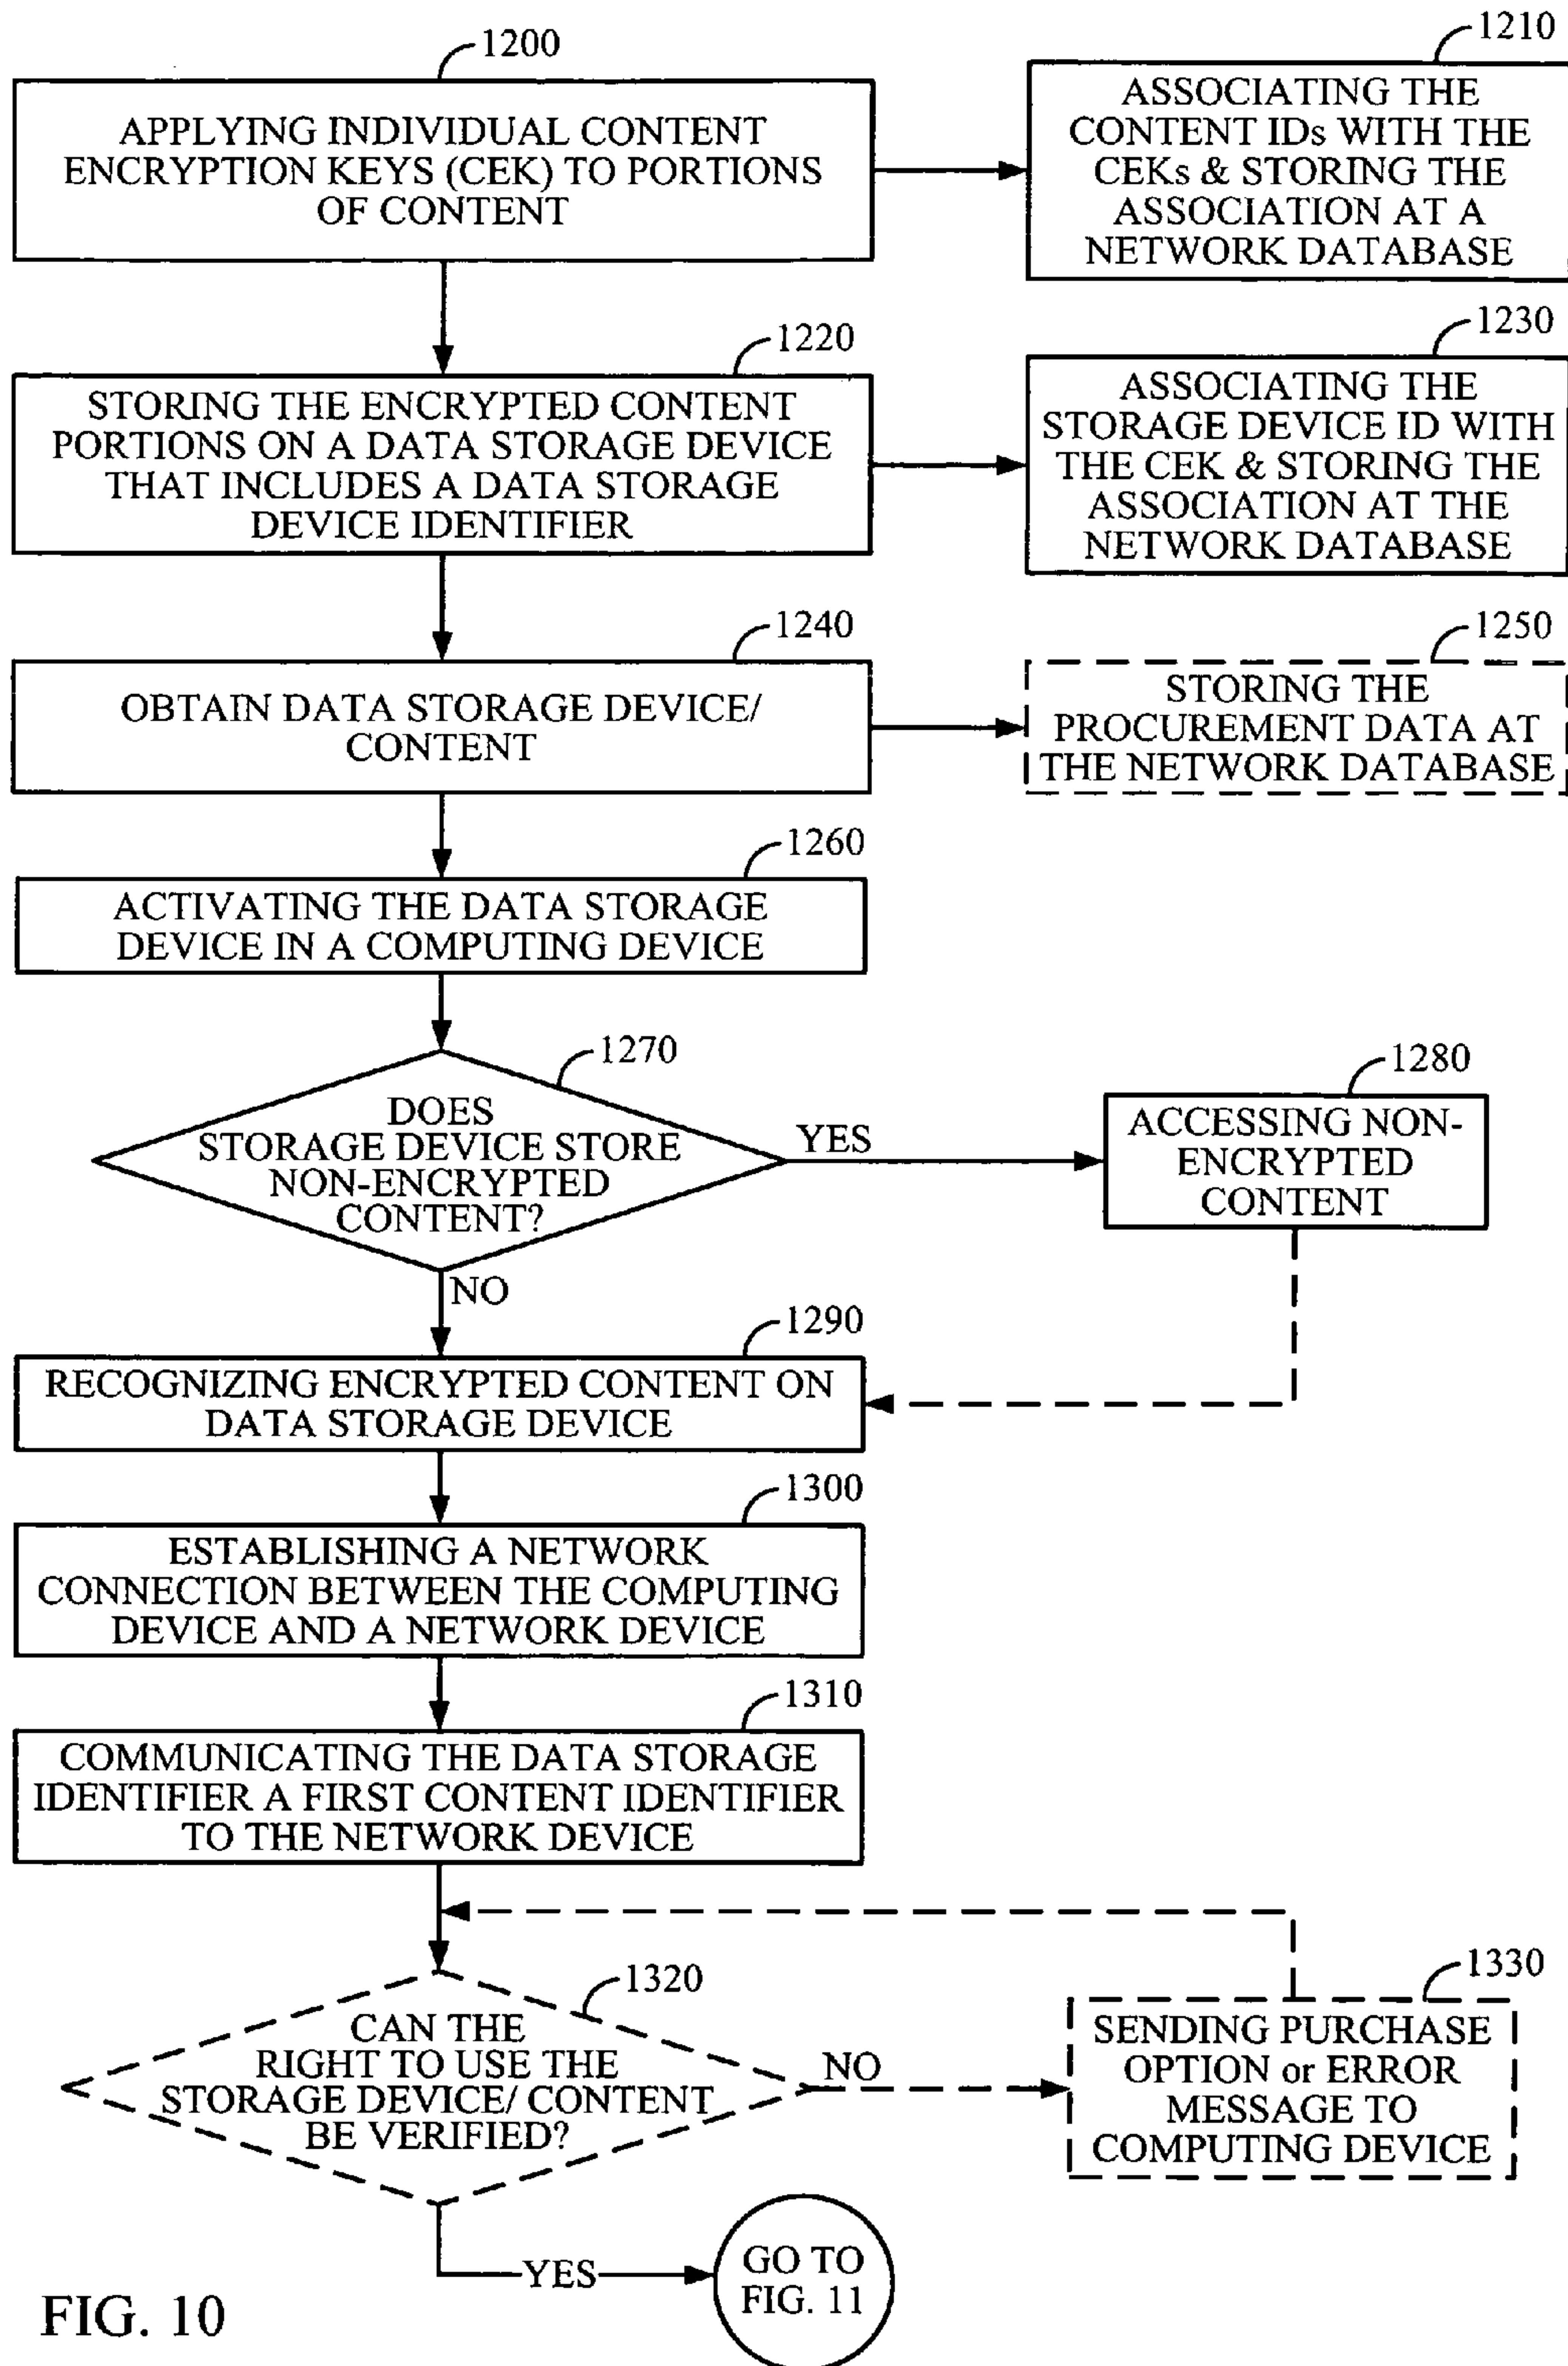 1200
APPLYING INDIVIDUAL CONTENT
ENCRYPTION KEYS (CEK) TO PORTIONS
OF CONTENT
1210
ASSOCIATING THE
CONTENT IDs WITH THE
CEKs & STORING THE
ASSOCIATION AT A
NETWORK DATABASE
1220
STORING THE ENCRYPTED CONTENT
PORTIONS ON A DATA STORAGE DEVICE
THAT INCLUDES A DATA STORAGE
DEVICE IDENTIFIER
1230
ASSOCIATING THE
STORAGE DEVICE ID WITH
THE CEK & STORING THE
ASSOCIATION AT THE
NETWORK DATABASE
1240
OBTAIN DATA STORAGE DEVICE/
CONTENT
1250
STORING THE
PROCUREMENT DATA AT
THE NETWORK DATABASE
1260
ACTIVATING THE DATA STORAGE
DEVICE IN A COMPUTING DEVICE
1270
DOES
STORAGE DEVICE STORE
NON-ENCRYPTED
CONTENT?
YES
1280
ACCESSING NON-
ENCRYPTED
CONTENT
NO
1290
RECOGNIZING ENCRYPTED CONTENT ON
DATA STORAGE DEVICE
1300
ESTABLISHING A NETWORK
CONNECTION BETWEEN THE COMPUTING
DEVICE AND A NETWORK DEVICE
1310
COMMUNICATING THE DATA STORAGE
IDENTIFIER A FIRST CONTENT IDENTIFIER
TO THE NETWORK DEVICE
1320
CAN THE
RIGHT TO USE THE
STORAGE DEVICE/ CONTENT
BE VERIFIED?
NO
1330
SENDING PURCHASE
OPTION or ERROR
MESSAGE TO
COMPUTING DEVICE
YES
GO TO
FIG. 11
FIG. 10